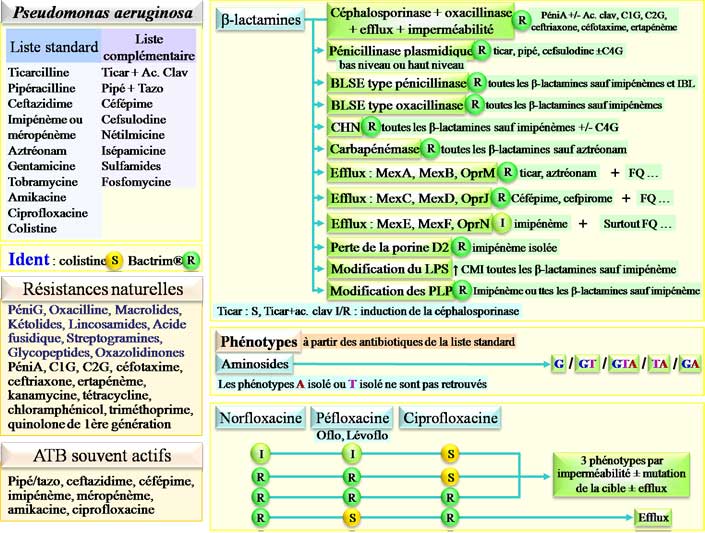 Pseudomonas aeruginosa
Liste standard
Ticarcilline
Pipéracilline
Ceftazidime
Imipénème ou
méropénème
Aztréonam
Gentamicine
Tobramycine
Amikacine
Ciprofloxacine
Colistine
Liste
complémentaire
Ticar + Ac. Clav
Pipé + Tazo
Céfépime
Cefsulodine
Nétilmicine
Isépamicine
Sulfamides
Fosfomycine
Ident : colistine S Bactrim® R
Résistances naturelles
PéniG, Oxacilline, Macrolides,
Kétolides, Lincosamides, Acide
fusidique, Streptogramines,
Glycopeptides, Oxazolidinones
PéniA, C1G, C2G, céfotaxime,
ceftriaxone, ertapénème,
kanamycine, tétracycline,
chloramphénicol, triméthoprime,
quinolone de 1ère génération
ATB souvent actifs
Pipé/tazo, ceftazidime, céfépime,
imipénème, méropénème,
amikacine, ciprofloxacine
β-lactamines
Céphalosporinase + oxacillinase
+ efflux + imperméabilité
R PéniA +/- Ac. clav, C1G, C2G,
ceftriaxone, céfotaxime, ertapénème
Pénicillinase plasmidique R ticar, pipé, cefsulodine ±C4G
bas niveau ou haut niveau
BLSE type pénicillinase R toutes les β-lactamines sauf imipénèmes et IBL
BLSE type oxacillinase R toutes les β-lactamines sauf imipénèmes
CHN R toutes les β-lactamines sauf imipénèmes +/- C4G
Carbapénémase R toutes les β-lactamines sauf aztréonam
Efflux : MexA, MexB, OprM R ticar, aztréonam + FQ ...
Efflux : MexC, MexD, OprJ R Céfépime, cefpirome + FQ ...
Efflux : MexE, MexF, OprN I imipénème + Surtout FQ ...
Perte de la porine D2 R imipénème isolée
Modification du LPS ↑ CMI toutes les β-lactamines sauf imipénème
Modification des PLP R Imipénème ou ttes les β-lactamines sauf imipénème
Ticar : S, Ticar+ac. clav I/R : induction de la céphalosporinase
Phénotypes à partir des antibiotiques de la liste standard
Aminosides
G / GT / GTA / TA / GA
Les phénotypes A isolé ou T isolé ne sont pas retrouvés
Norfloxacine Péfloxacine Ciprofloxacine
Oflo, Lévoflo
I I S
R R S
R R R
R S R
3 phénotypes par
imperméabilité ± mutation
de la cible ± efflux
Efflux